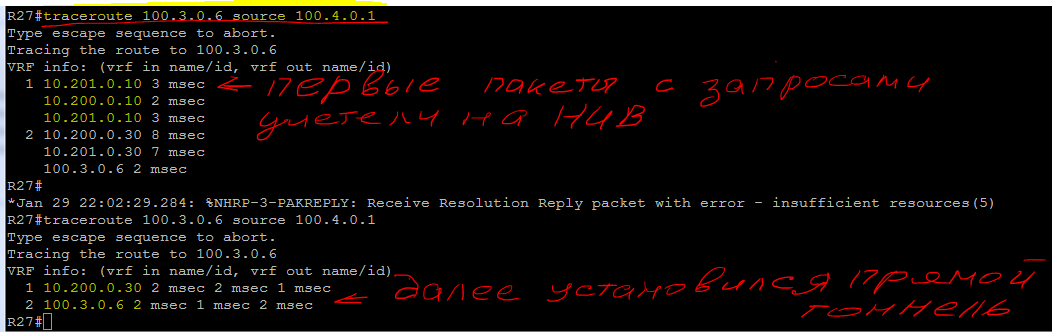 R27#traceroute 100.3.0.6 source 100.4.0.1
Type escape sequence to abort.
Tracing the route to 100.3.0.6
VRF info: (vrf in name/id, vrf out name/id)
1 10.201.0.10 3 msec ← первые пакеты с запросами
10.200.0.10 2 msec
10.201.0.10 3 msec улетели на HUB
2 10.200.0.30 8 msec
10.201.0.30 7 msec
100.3.0.6 2 msec
R27#
*Jan 29 22:02:29.284: %NHRP-3-PAKREPLY: Receive Resolution Reply packet with error - insufficient resources(5)
R27#traceroute 100.3.0.6 source 100.4.0.1
Type escape sequence to abort.
Tracing the route to 100.3.0.6
VRF info: (vrf in name/id, vrf out name/id)
1 10.200.0.30 2 msec 2 msec 1 msec
2 100.3.0.6 2 msec 1 msec 2 msec ← далее установился прямой
тоннель
R27#